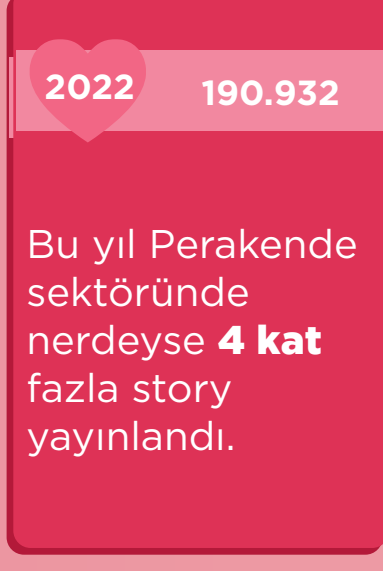 2022 190.932
Bu yıl Perakende
sektöründe
nerdeyse 4 kat
fazla story
yayınlandı.